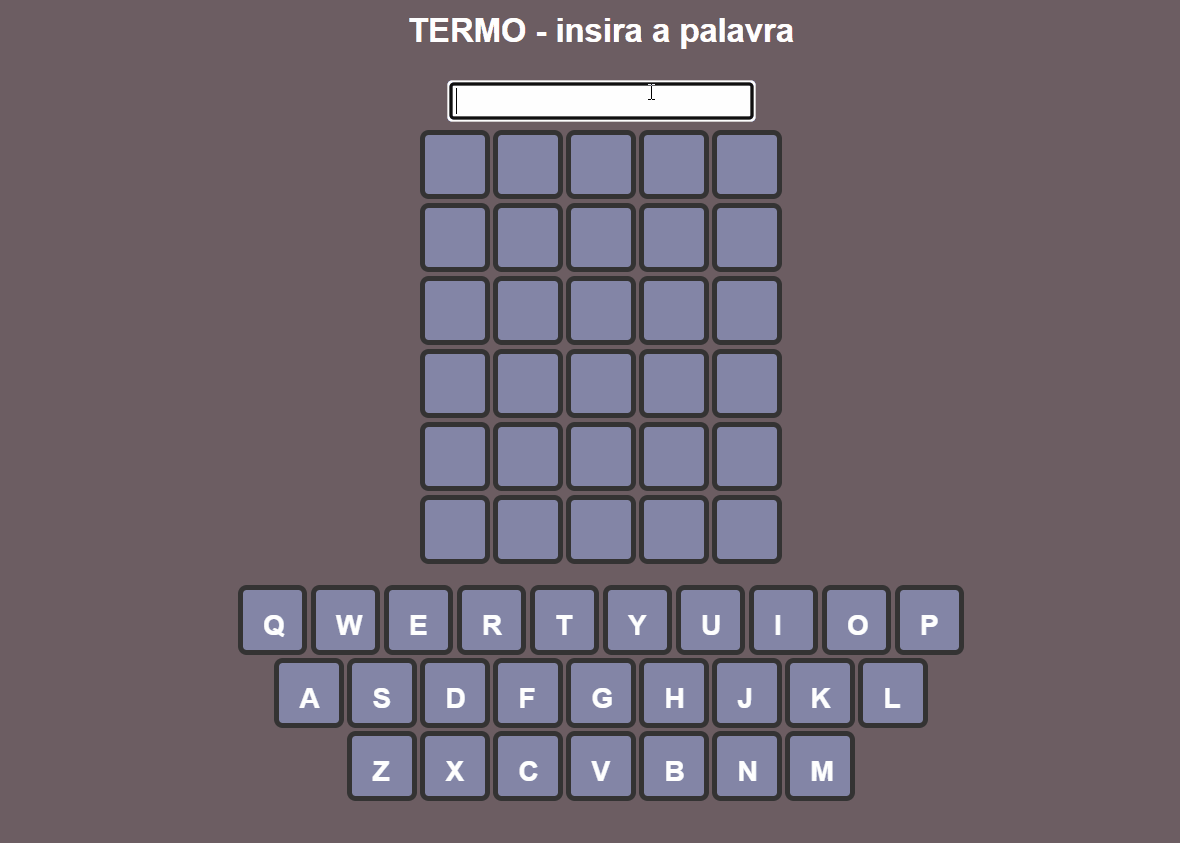 TERMO - insira a palavra
Q W E R T Y U I O P
A S D F G H J K L
Z X C V B N M